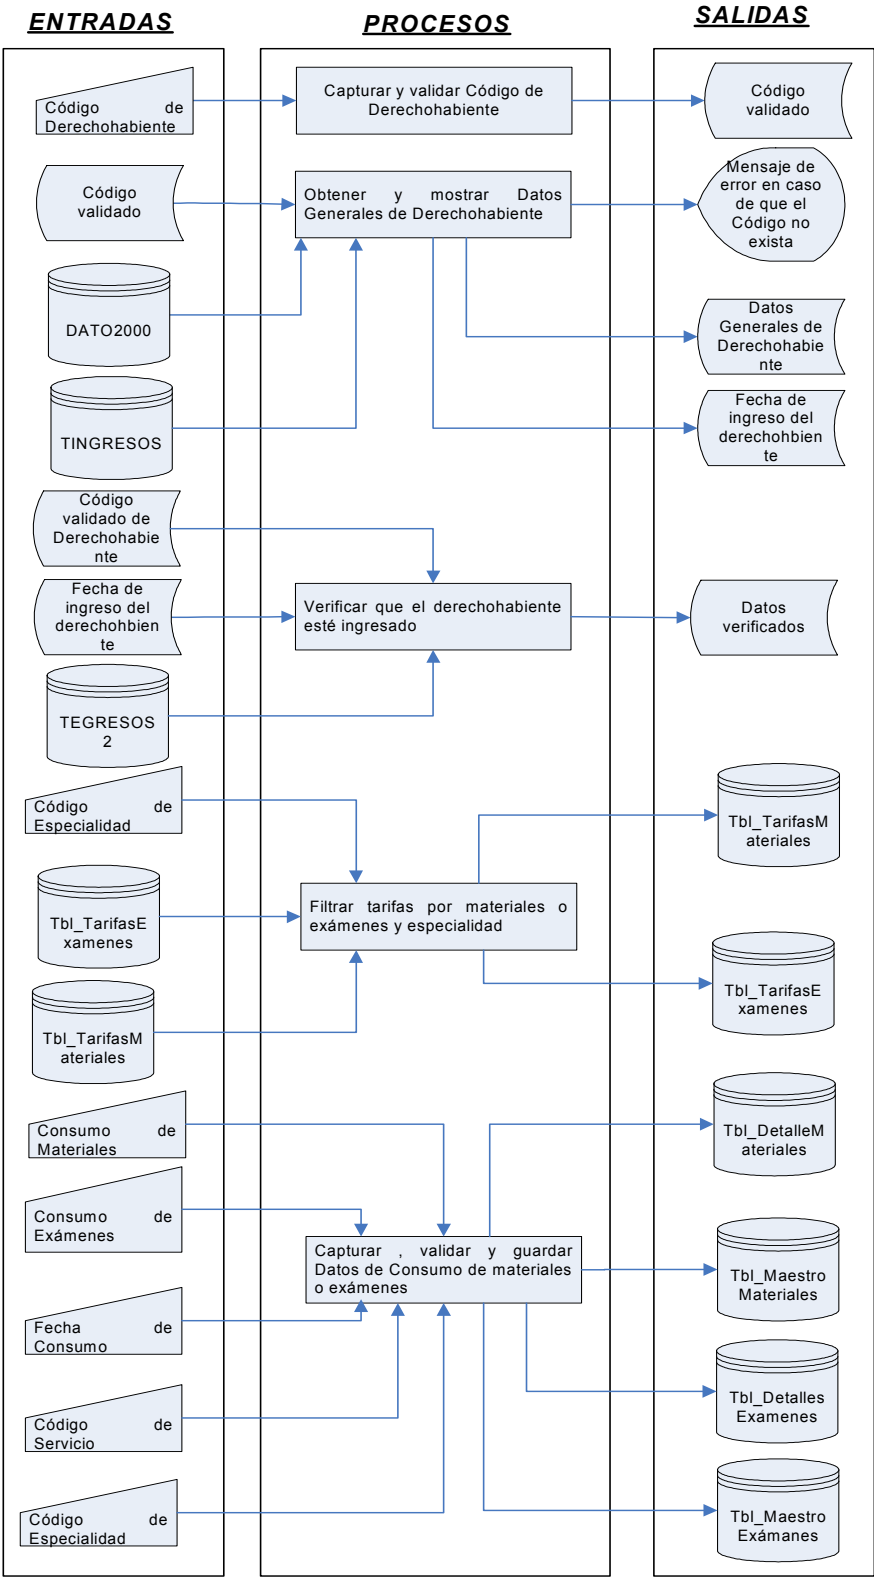 ENTRADAS
PROCESOS
SALIDAS
Código de
Derechohabiente
Capturar y validar Código de
Derechohabiente
Código
validado
Código
validado
Obtener y mostrar Datos
Generales de Derechohabiente
Mensaje de
error en caso
de que el
Código no
exista
DATO2000
Datos
Generales de
Derechohabie
nte
TINGRESOS
Fecha de
ingreso del
derechohbien
te
Código
validado de
Derechohabie
nte
Fecha de
ingreso del
derechohbien
te
Verificar que el derechohabiente
esté ingresado
Datos
verificados
TEGRESOS
2
Código de
Especialidad
Tbl_TarifasM
ateriales
Tbl_TarifasE
xamenes
Filtrar tarifas por materiales o
exámenes y especialidad
Tbl_TarifasE
xamenes
Tbl_TarifasM
ateriales
Consumo de
Materiales
Tbl_DetalleM
ateriales
Consumo de
Exámenes
Capturar , validar y guardar
Datos de Consumo de materiales
o exámenes
Tbl_Maestro
Materiales
Fecha de
Consumo
Tbl_Detalles
Examenes
Código de
Servicio
Código de
Especialidad
Tbl_Maestro
Exámanes